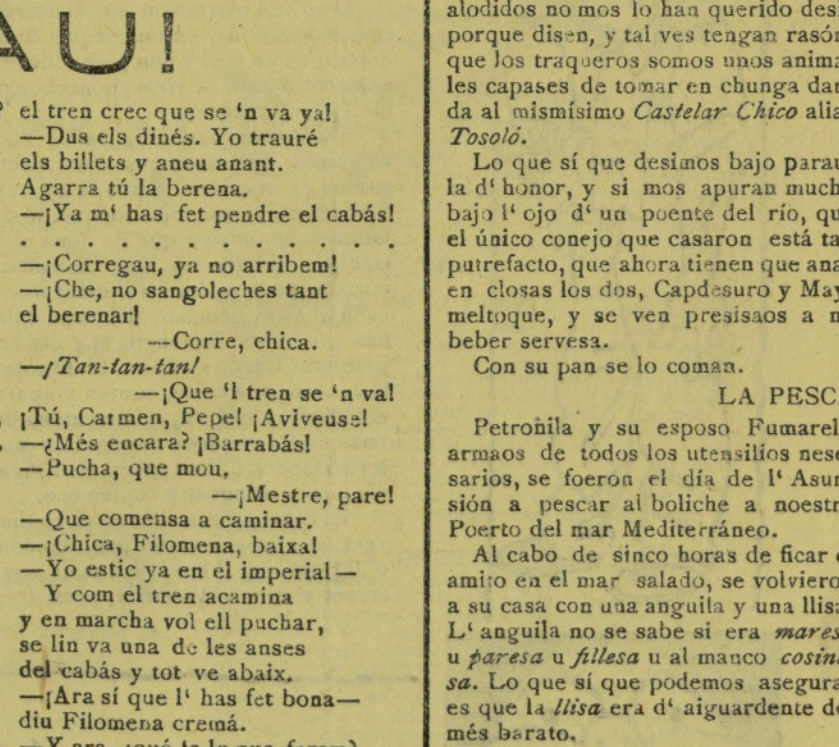 AU!
el tren crec que se ‘n va ya!
—Dus els dinés. Yo trauré
els billets y aneu anant.
Agarra tú la berena.
—¡Ya m‘ has fet pendre el cabás!
. . . . . . . . . . . . . .
—¡Corregau, ya no arribem!
—¡Che, no sangoleches tant
el berenar!
—Corre, chica.
—¡Tan-tan-tan!
—¡Que ‘l tren se ‘n va!
¡Tú, Carmen, Pepe! ¡Aviveuse!
—¿Més encara? ¡Barrabás!
—Pucha, que mou.
—¡Mestre, pare!
—Que comensa a caminar.
—¡Chica, Filomena, baixa!
—Yo estic ya en el imperial—
Y com el tren acamina
y en marcha vol ell puchar,
se lin va una de les anses
del cabás y tot ve abaix.
—¡Ara sí que l‘ has fet bona—
diu Filomena cremá.
alodidos no mos lo han querido des
porque disen, y tal ves tengan rasón
que los traqueros somos unos anima
les capases de tomar en chunga dan
da al mismísimo Castelar Chico alia
Tosoló.
Lo que sí que desimos bajo parau
la d‘ honor, y si mos apuran much
bajo l‘ ojo d‘ un poente del río, qu
el único conejo que casaron está ta
putrefacto, que ahora tienen que ana
en closas los dos, Capdesuro y May
meltoque, y se ven presisaos a n
beber servesa.
Con su pan se lo coman.
LA PESC
Petronila y su esposo Fumarel
armaos de todos los utensilios nese
sarios, se foeron el día de l‘ Asun
sión a pescar al boliche a noestr
Poerto del mar Mediterráneo.
Al cabo de sinco horas de ficar e
amito en el mar salado, se volviero
a su casa con una anguila y una llisa
L‘ anguila no se sabe si era mares
u paresa u fillesa u al manco cosine
sa. Lo que sí que podemos asegura
es que la llisa era d‘ aiguardente de
més barato.